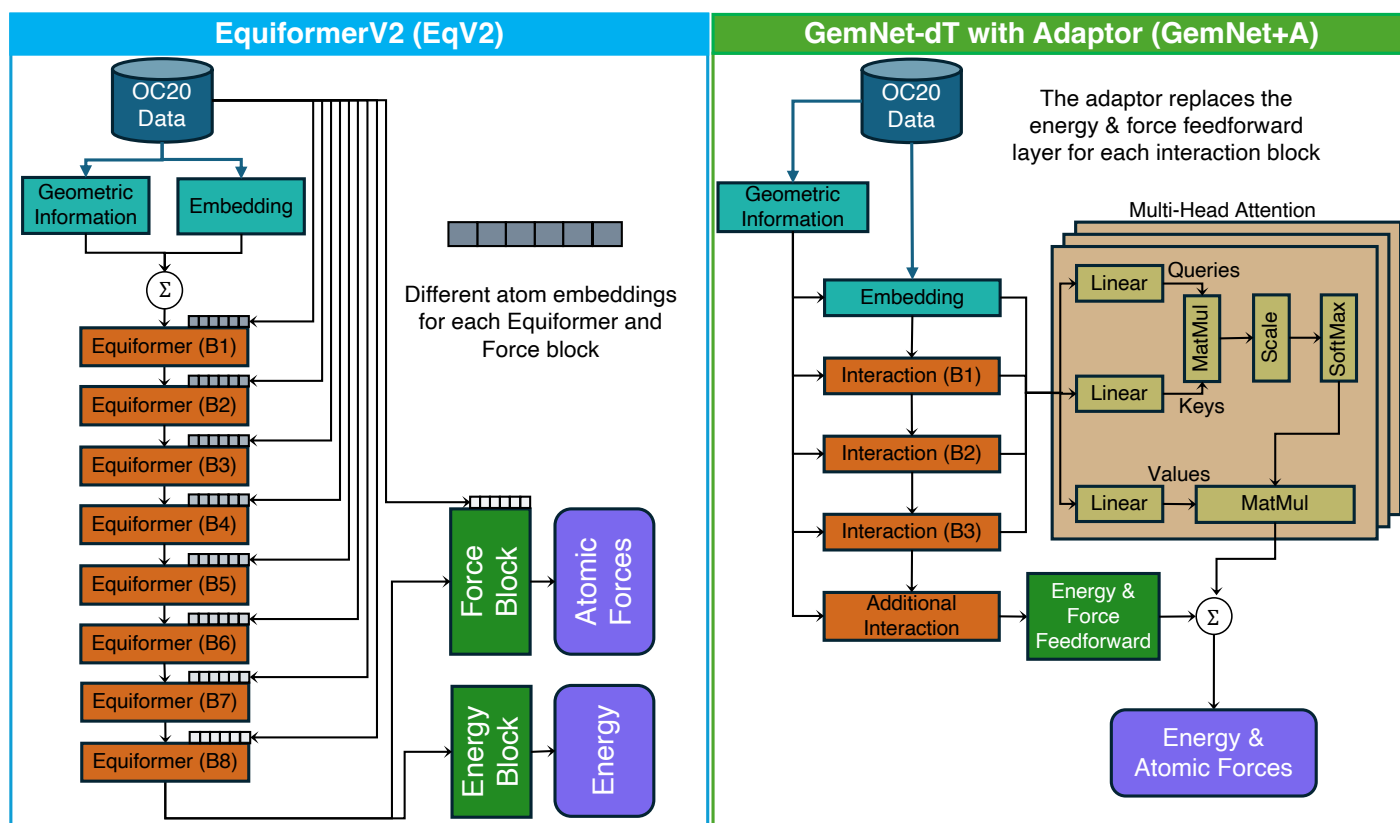 EquiformerV2 (EqV2)
OC20
Data
Geometric
Information
Embedding
Σ
Different atom embeddings
for each Equiformer and
Force block
Equiformer (B1)
Equiformer (B2)
Equiformer (B3)
Equiformer (B4)
Equiformer (B5)
Equiformer (B6)
Equiformer (B7)
Equiformer (B8)
Force
Block
Atomic
Forces
Energy
Block
Energy
GemNet-dT with Adaptor (GemNet+A)
OC20
Data
The adaptor replaces the
energy & force feedforward
layer for each interaction block
Geometric
Information
Multi-Head Attention
Embedding
Interaction (B1)
Interaction (B2)
Interaction (B3)
Additional
Interaction
Linear
Queries
MatMul
Scale
SoftMax
Linear
Keys
Values
Linear
MatMul
Energy &
Force
Feedforward
Σ
Energy &
Atomic Forces